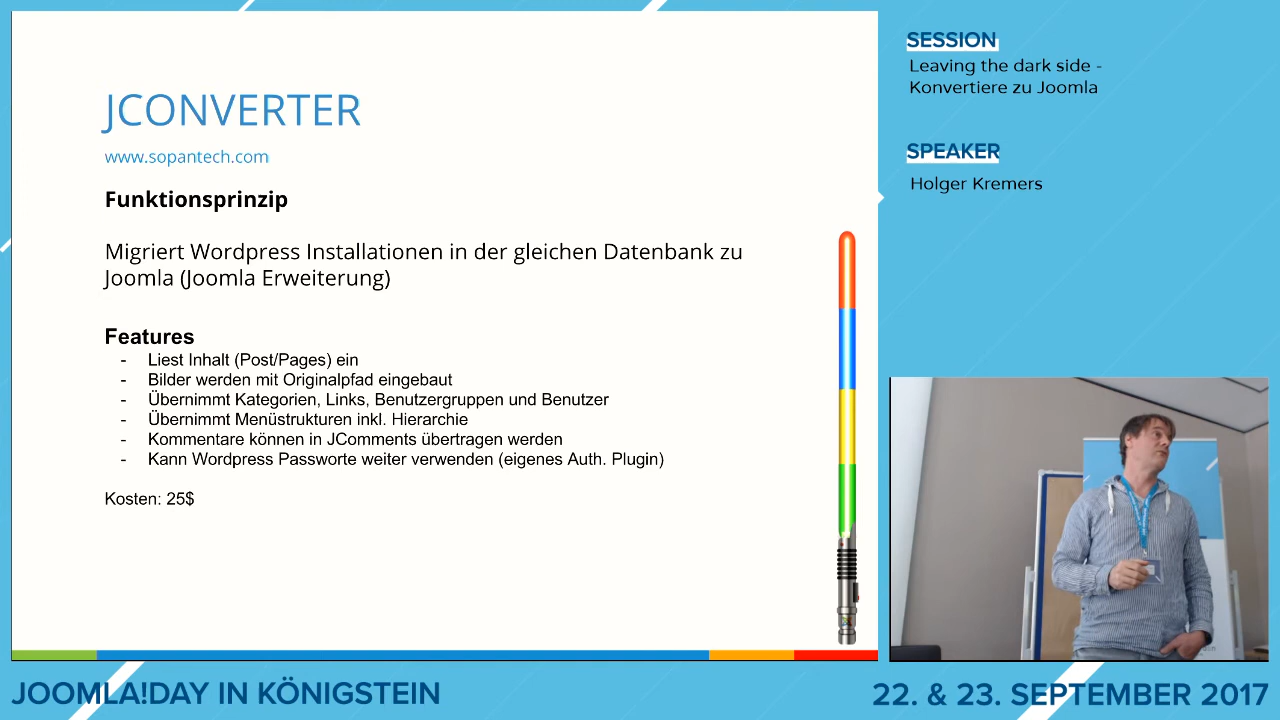 JCONVERTER
www.sopantech.com
Funktionsprinzip
Migriert Wordpress Installationen in der gleichen Datenbank zu
Joomla (Joomla Erweiterung)
Features
- Liest Inhalt (Post/Pages) ein
- Bilder werden mit Originalpfad eingebaut
- Übernimmt Kategorien, Links, Benutzergruppen und Benutzer
- Übernimmt Menüstrukturen inkl. Hierarchie
- Kommentare können in JComments übertragen werden
- Kann Wordpress Passworte weiter verwenden (eigenes Auth. Plugin)
Kosten: 25$
SESSION
Leaving the dark side -
Konvertiere zu Joomla
SPEAKER
Holger Kremers
JOOMLA!DAY IN KÖNIGSTEIN
22. & 23. SEPTEMBER 2017